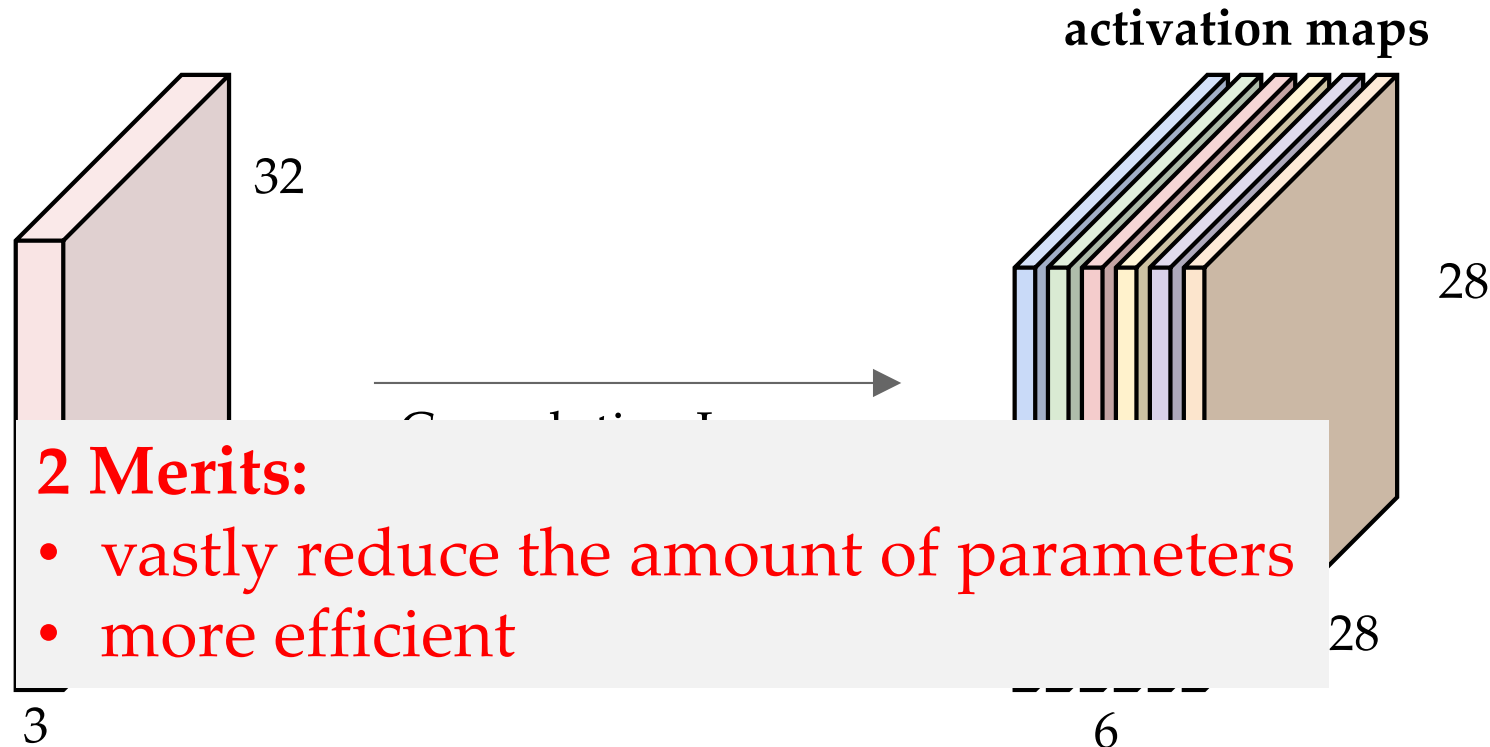 activation maps
32
28
2 Merits:
• vastly reduce the amount of parameters
• more efficient
28
3
6